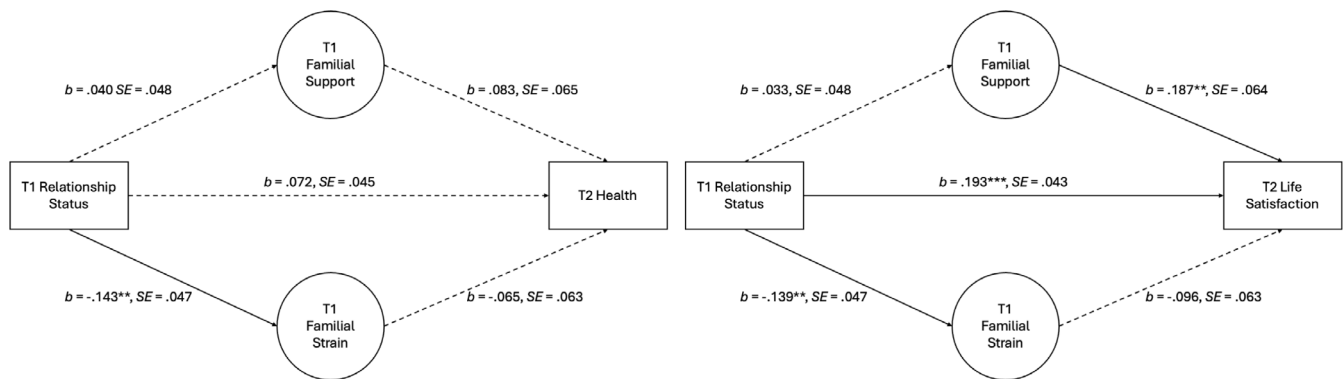 T1
Familial
Support
b = .040 SE = .048
b = .083, SE = .065
T1 Relationship
Status
b = .072, SE = .045
T2 Health
b = -.143**, SE = .047
b = -.065, SE = .063
T1
Familial
Strain
T1
Familial
Support
b = .033, SE = .048
b = .187**, SE = .064
T1 Relationship
Status
b = .193***, SE = .043
T2 Life
Satisfaction
b = -.139**, SE = .047
b = -.096, SE = .063
T1
Familial
Strain